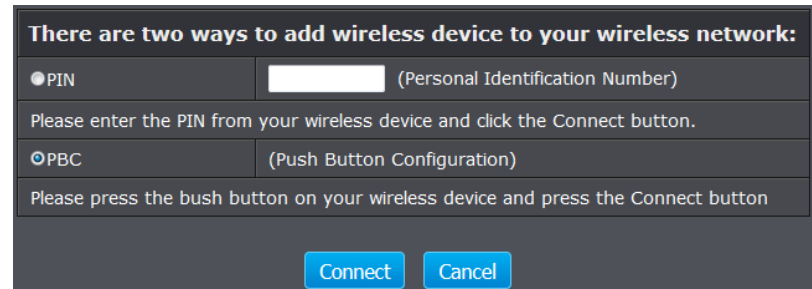 There are two ways to add wireless device to your wireless network:
PIN (Personal Identification Number)
Please enter the PIN from your wireless device and click the Connect button.
PBC (Push Button Configuration)
Please press the bush button on your wireless device and press the Connect button
Connect Cancel